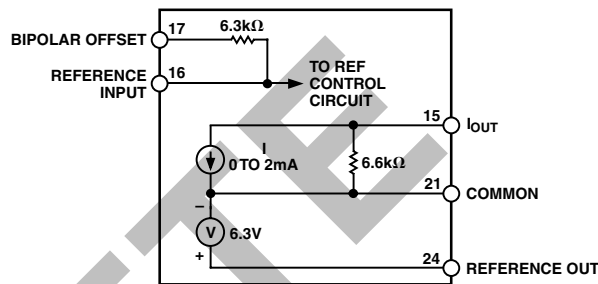 BIPOLAR OFFSET
17
6.3kΩ
REFERENCE
INPUT
16
TO REF
CONTROL
CIRCUIT
15
IOUT
I
0 TO 2mA
6.6kΩ
21
COMMON
–
V
6.3V
+
24
REFERENCE OUT